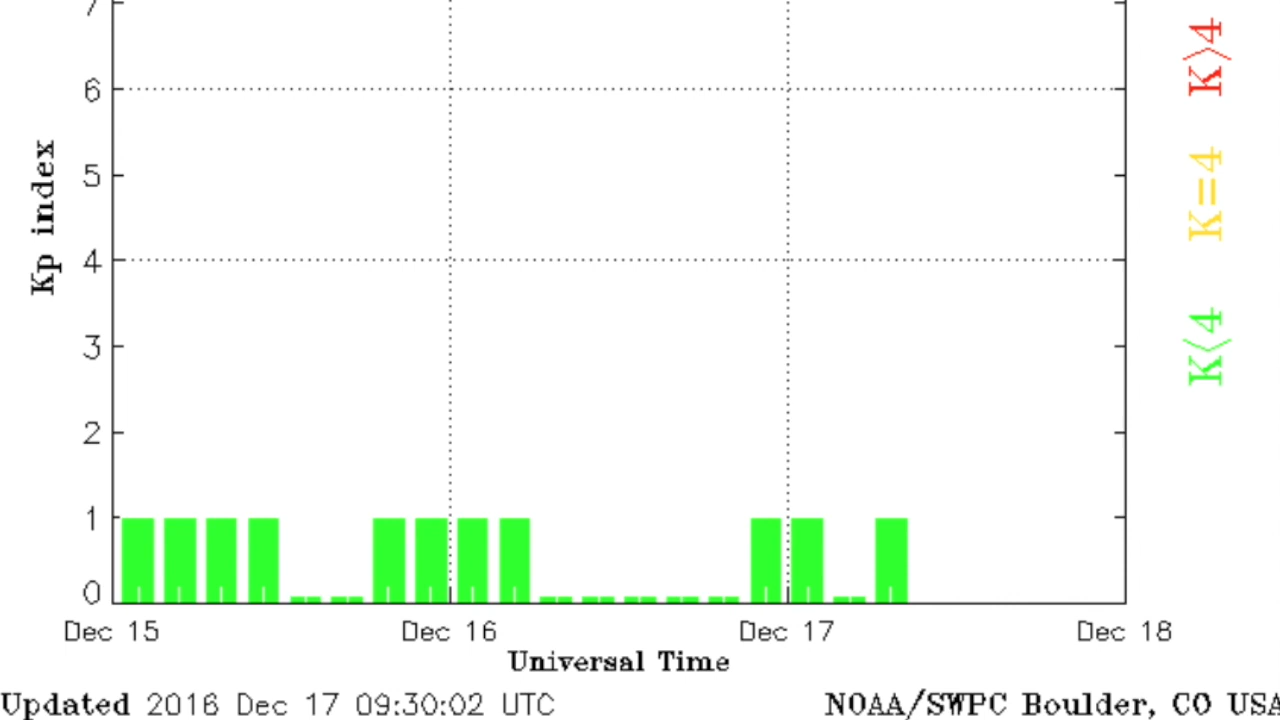 7
6
5
4
3
2
1
0
Kp index
K>4
K=4
K<4
Dec 15 Dec 16 Dec 17 Dec 18
Universal Time
Updated 2016 Dec 17 09:30:02 UTC NOAA/SWPC Boulder, CO USA